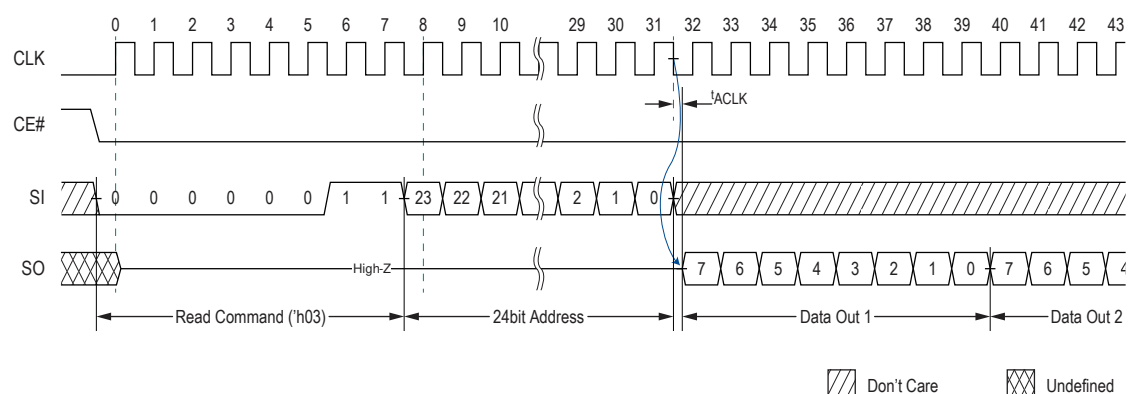 0 1 2 3 4 5 6 7 8 9 10 29 30 31 32 33 34 35 36 37 38 39 40 41 42 43
CLK
tACLK
CE#
SI 0 0 0 0 0 0 1 1 23 22 21 2 1 0
SO High-Z 7 6 5 4 3 2 1 0 7 6 5 4
Read Command ('h03) 24bit Address Data Out 1 Data Out 2
Don't Care Undefined